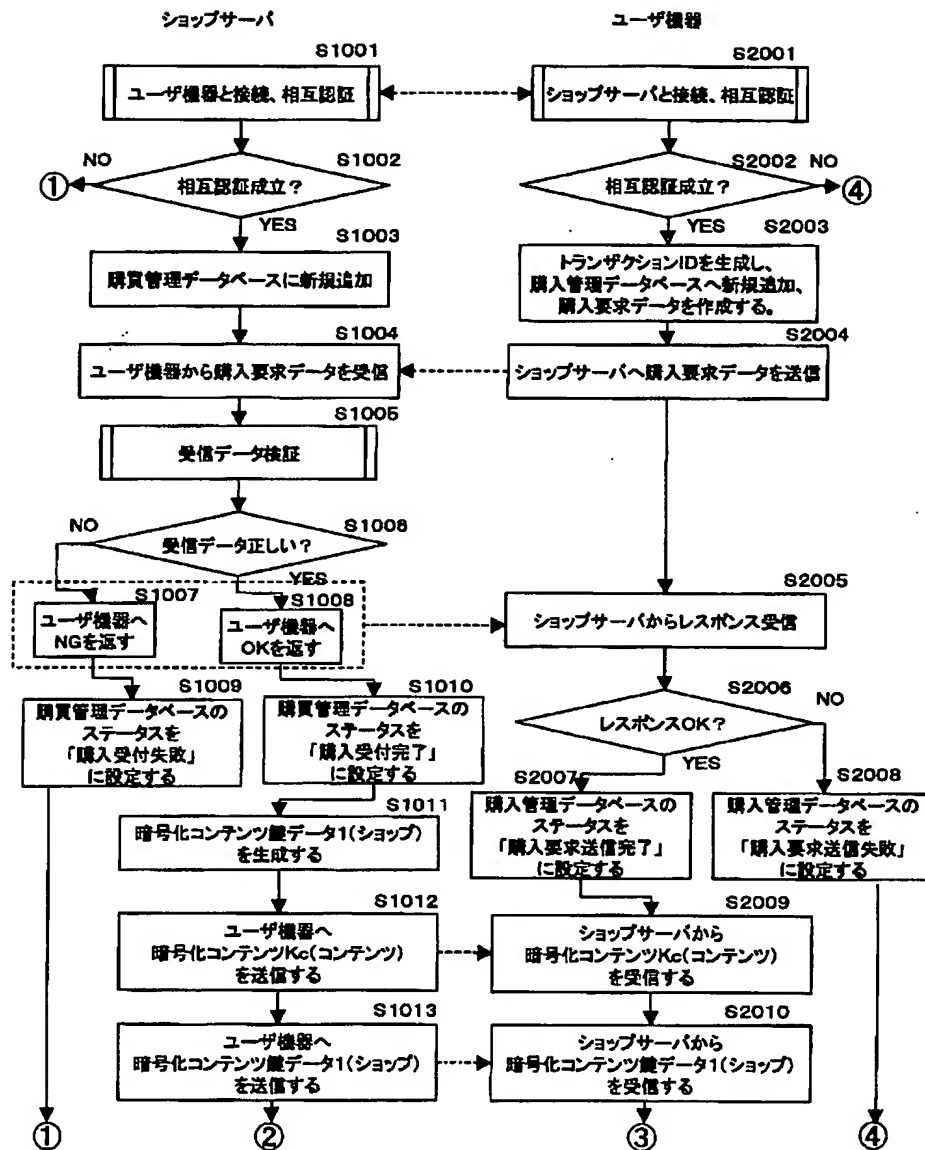 ショップサーバ
ユーザ機器
S1001
ユーザ機器と接続、相互認証
S2001
ショップサーバと接続、相互認証
S1002
NO
相互認証成立?
①
YES
S2002
NO
相互認証成立?
④
YES
S1003
購買管理データベースに新規追加
S2003
トランザクションIDを生成し、
購入管理データベースへ新規追加、
購入要求データを作成する。
S1004
ユーザ機器から購入要求データを受信
S2004
ショップサーバへ購入要求データを送信
S1005
受信データ検証
NO
S1006
受信データ正しい?
YES
S1007
ユーザ機器へ
NGを返す
S1008
ユーザ機器へ
OKを返す
S2005
ショップサーバからレスポンス受信
S1009
購買管理データベースの
ステータスを
「購入受付失敗」
に設定する
S1010
購買管理データベースの
ステータスを
「購入受付完了」
に設定する
S2006
NO
レスポンスOK?
YES
S2007
購入管理データベースの
ステータスを
「購入要求送信完了」
に設定する
S2008
購入管理データベースの
ステータスを
「購入要求送信失敗」
に設定する
S1011
暗号化コンテンツ鍵データ1(ショップ)
を生成する
S1012
ユーザ機器へ
暗号化コンテンツKc(コンテンツ)
を送信する
S2009
ショップサーバから
暗号化コンテンツKc(コンテンツ)
を受信する
S1013
ユーザ機器へ
暗号化コンテンツ鍵データ1(ショップ)
を送信する
S2010
ショップサーバから
暗号化コンテンツ鍵データ1(ショップ)
を受信する
①
②
③
④